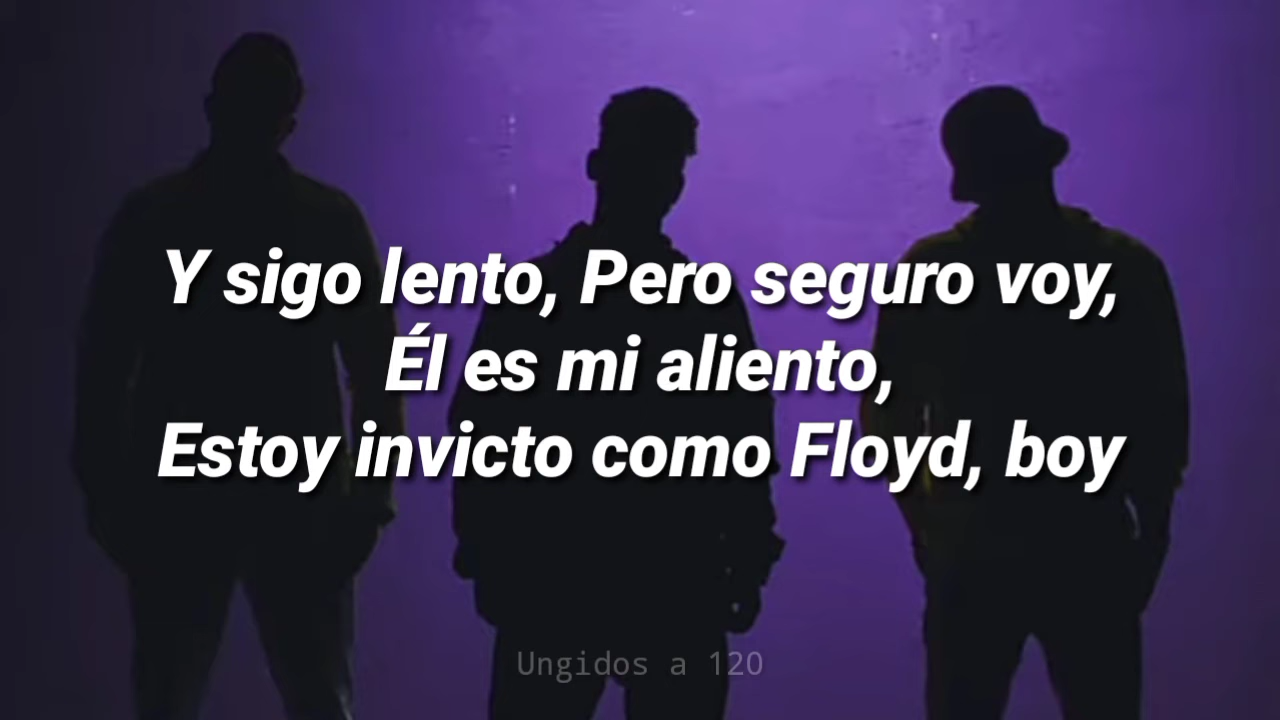 Y sigo lento, Pero seguro voy,
Él es mi aliento,
Estoy invicto como Floyd, boy
Ungidos a 120